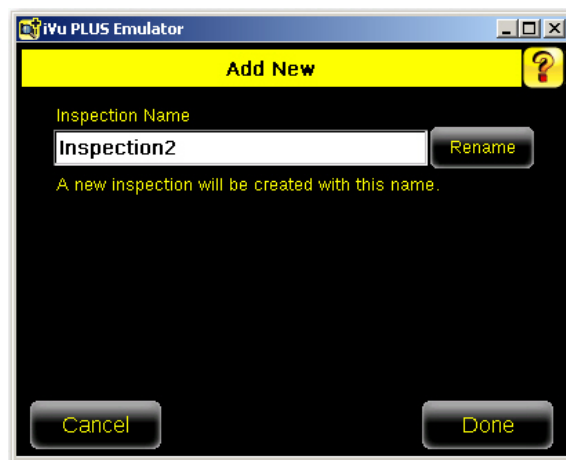 iVu PLUS Emulator
Add New
Inspection Name
Inspection2
Rename
A new inspection will be created with this name.
Cancel
Done